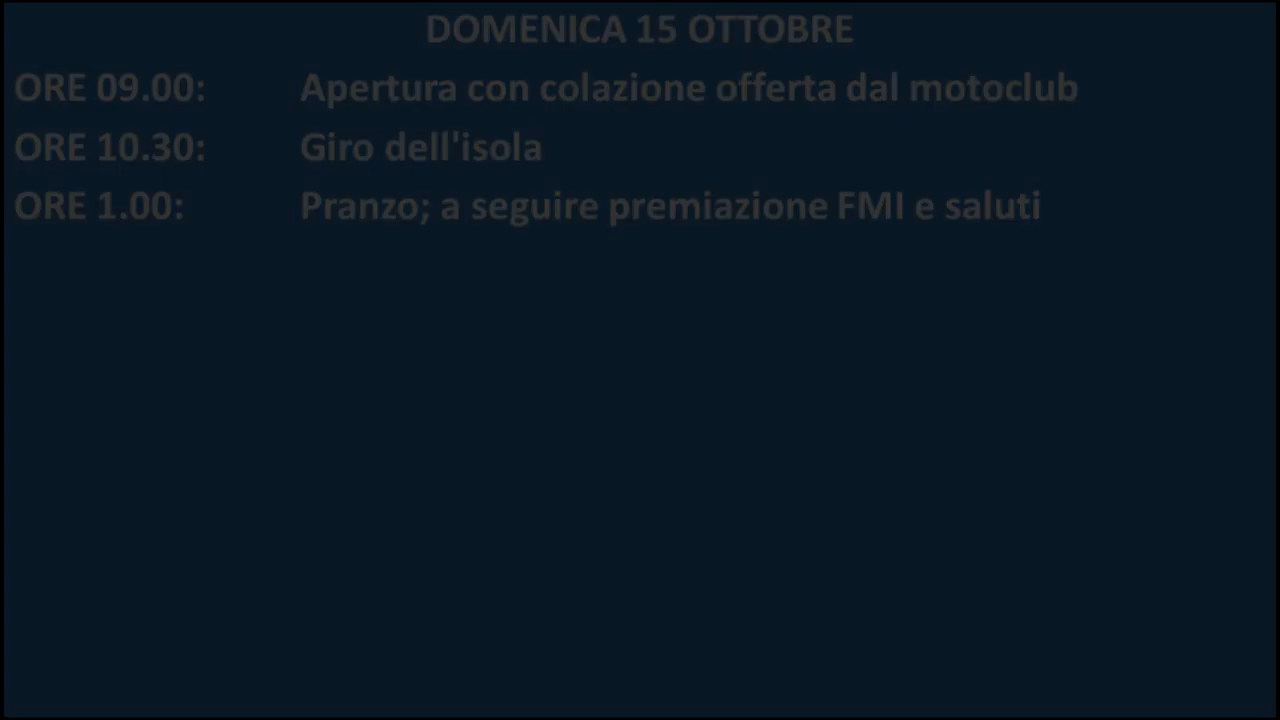 DOMENICA 15 OTTOBRE
ORE 09.00: Apertura con colazione offerta dal motoclub
ORE 10.30: Giro dell'isola
ORE 1.00: Pranzo; a seguire premiazione FMI e saluti